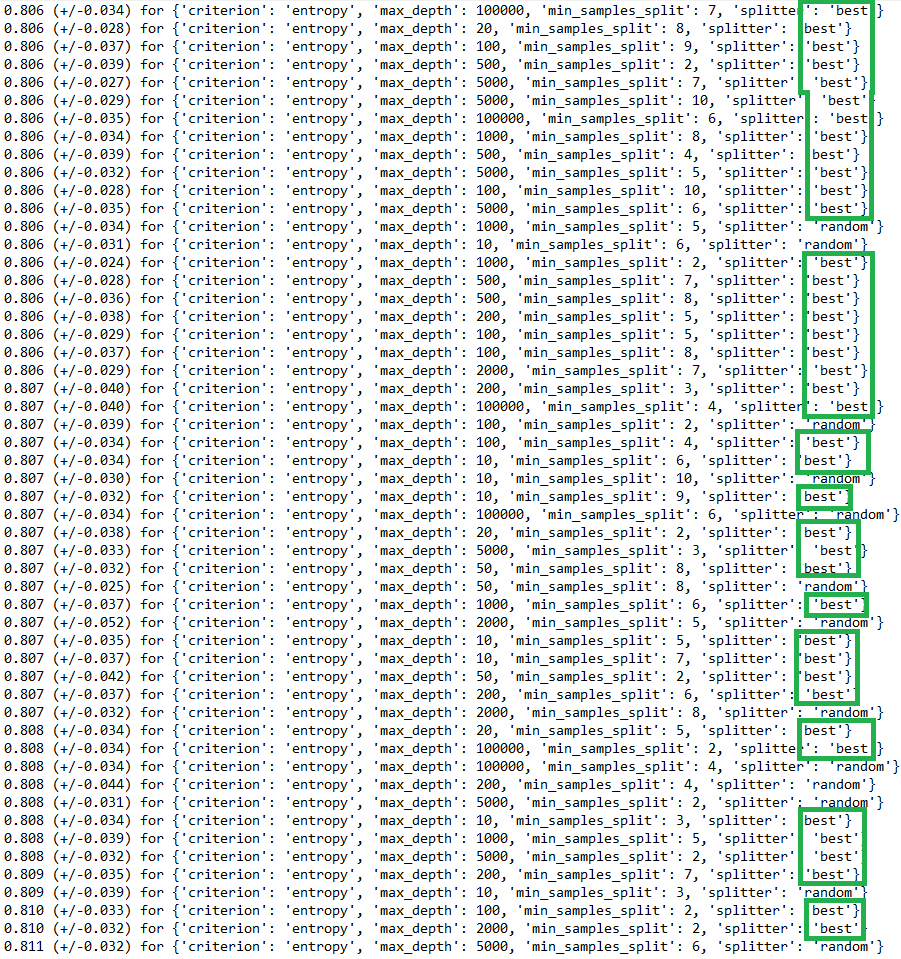 0.806 (+/-0.034) for {'criterion': 'entropy', 'max_depth': 100000, 'min_samples_split': 7, 'splitter': 'best'}
0.806 (+/-0.028) for {'criterion': 'entropy', 'max_depth': 20, 'min_samples_split': 8, 'splitter': 'best'}
0.806 (+/-0.037) for {'criterion': 'entropy', 'max_depth': 100, 'min_samples_split': 9, 'splitter': 'best'}
0.806 (+/-0.039) for {'criterion': 'entropy', 'max_depth': 500, 'min_samples_split': 2, 'splitter': 'best'}
0.806 (+/-0.027) for {'criterion': 'entropy', 'max_depth': 5000, 'min_samples_split': 7, 'splitter': 'best'}
0.806 (+/-0.029) for {'criterion': 'entropy', 'max_depth': 5000, 'min_samples_split': 10, 'splitter': 'best'}
0.806 (+/-0.035) for {'criterion': 'entropy', 'max_depth': 100000, 'min_samples_split': 6, 'splitter': 'best'}
0.806 (+/-0.034) for {'criterion': 'entropy', 'max_depth': 1000, 'min_samples_split': 8, 'splitter': 'best'}
0.806 (+/-0.039) for {'criterion': 'entropy', 'max_depth': 500, 'min_samples_split': 4, 'splitter': 'best'}
0.806 (+/-0.032) for {'criterion': 'entropy', 'max_depth': 5000, 'min_samples_split': 5, 'splitter': 'best'}
0.806 (+/-0.028) for {'criterion': 'entropy', 'max_depth': 100, 'min_samples_split': 10, 'splitter': 'best'}
0.806 (+/-0.035) for {'criterion': 'entropy', 'max_depth': 5000, 'min_samples_split': 6, 'splitter': 'best'}
0.806 (+/-0.034) for {'criterion': 'entropy', 'max_depth': 1000, 'min_samples_split': 5, 'splitter': 'random'}
0.806 (+/-0.031) for {'criterion': 'entropy', 'max_depth': 10, 'min_samples_split': 6, 'splitter': 'random'}
0.806 (+/-0.024) for {'criterion': 'entropy', 'max_depth': 1000, 'min_samples_split': 2, 'splitter': 'best'}
0.806 (+/-0.028) for {'criterion': 'entropy', 'max_depth': 500, 'min_samples_split': 7, 'splitter': 'best'}
0.806 (+/-0.036) for {'criterion': 'entropy', 'max_depth': 500, 'min_samples_split': 8, 'splitter': 'best'}
0.806 (+/-0.038) for {'criterion': 'entropy', 'max_depth': 200, 'min_samples_split': 5, 'splitter': 'best'}
0.806 (+/-0.029) for {'criterion': 'entropy', 'max_depth': 100, 'min_samples_split': 5, 'splitter': 'best'}
0.806 (+/-0.037) for {'criterion': 'entropy', 'max_depth': 100, 'min_samples_split': 8, 'splitter': 'best'}
0.806 (+/-0.029) for {'criterion': 'entropy', 'max_depth': 2000, 'min_samples_split': 7, 'splitter': 'best'}
0.807 (+/-0.040) for {'criterion': 'entropy', 'max_depth': 200, 'min_samples_split': 3, 'splitter': 'best'}
0.807 (+/-0.040) for {'criterion': 'entropy', 'max_depth': 100000, 'min_samples_split': 4, 'splitter': 'best'}
0.807 (+/-0.039) for {'criterion': 'entropy', 'max_depth': 100, 'min_samples_split': 2, 'splitter': 'random'}
0.807 (+/-0.034) for {'criterion': 'entropy', 'max_depth': 100, 'min_samples_split': 4, 'splitter': 'best'}
0.807 (+/-0.034) for {'criterion': 'entropy', 'max_depth': 10, 'min_samples_split': 6, 'splitter': 'best'}
0.807 (+/-0.030) for {'criterion': 'entropy', 'max_depth': 10, 'min_samples_split': 10, 'splitter': 'random'}
0.807 (+/-0.032) for {'criterion': 'entropy', 'max_depth': 10, 'min_samples_split': 9, 'splitter': 'best'}
0.807 (+/-0.034) for {'criterion': 'entropy', 'max_depth': 100000, 'min_samples_split': 6, 'splitter': 'random'}
0.807 (+/-0.038) for {'criterion': 'entropy', 'max_depth': 20, 'min_samples_split': 2, 'splitter': 'best'}
0.807 (+/-0.033) for {'criterion': 'entropy', 'max_depth': 5000, 'min_samples_split': 3, 'splitter': 'best'}
0.807 (+/-0.032) for {'criterion': 'entropy', 'max_depth': 50, 'min_samples_split': 8, 'splitter': 'best'}
0.807 (+/-0.025) for {'criterion': 'entropy', 'max_depth': 50, 'min_samples_split': 8, 'splitter': 'random'}
0.807 (+/-0.037) for {'criterion': 'entropy', 'max_depth': 1000, 'min_samples_split': 6, 'splitter': 'best'}
0.807 (+/-0.052) for {'criterion': 'entropy', 'max_depth': 2000, 'min_samples_split': 5, 'splitter': 'random'}
0.807 (+/-0.035) for {'criterion': 'entropy', 'max_depth': 10, 'min_samples_split': 5, 'splitter': 'best'}
0.807 (+/-0.037) for {'criterion': 'entropy', 'max_depth': 10, 'min_samples_split': 7, 'splitter': 'best'}
0.807 (+/-0.042) for {'criterion': 'entropy', 'max_depth': 50, 'min_samples_split': 2, 'splitter': 'best'}
0.807 (+/-0.037) for {'criterion': 'entropy', 'max_depth': 200, 'min_samples_split': 6, 'splitter': 'best'
0.807 (+/-0.032) for {'criterion': 'entropy', 'max_depth': 2000, 'min_samples_split': 8, 'splitter': 'random'}
0.808 (+/-0.034) for {'criterion': 'entropy', 'max_depth': 20, 'min_samples_split': 5, 'splitter': 'best'}
0.808 (+/-0.034) for {'criterion': 'entropy', 'max_depth': 100000, 'min_samples_split': 2, 'splitter': 'best'}
0.808 (+/-0.034) for {'criterion': 'entropy', 'max_depth': 100000, 'min_samples_split': 4, 'splitter': 'random'}
0.808 (+/-0.044) for {'criterion': 'entropy', 'max_depth': 200, 'min_samples_split': 4, 'splitter': 'random'}
0.808 (+/-0.031) for {'criterion': 'entropy', 'max_depth': 5000, 'min_samples_split': 2, 'splitter': 'random'}
0.808 (+/-0.034) for {'criterion': 'entropy', 'max_depth': 10, 'min_samples_split': 3, 'splitter': 'best'}
0.808 (+/-0.039) for {'criterion': 'entropy', 'max_depth': 1000, 'min_samples_split': 5, 'splitter': 'best'
0.808 (+/-0.032) for {'criterion': 'entropy', 'max_depth': 5000, 'min_samples_split': 2, 'splitter': 'best'
0.809 (+/-0.035) for {'criterion': 'entropy', 'max_depth': 200, 'min_samples_split': 7, 'splitter': 'best'}
0.809 (+/-0.039) for {'criterion': 'entropy', 'max_depth': 10, 'min_samples_split': 3, 'splitter': 'random'}
0.810 (+/-0.033) for {'criterion': 'entropy', 'max_depth': 100, 'min_samples_split': 2, 'splitter': 'best'}
0.810 (+/-0.032) for {'criterion': 'entropy', 'max_depth': 2000, 'min_samples_split': 2, 'splitter': 'best'
0.811 (+/-0.032) for {'criterion': 'entropy', 'max_depth': 5000, 'min_samples_split': 6, 'splitter': 'random'}